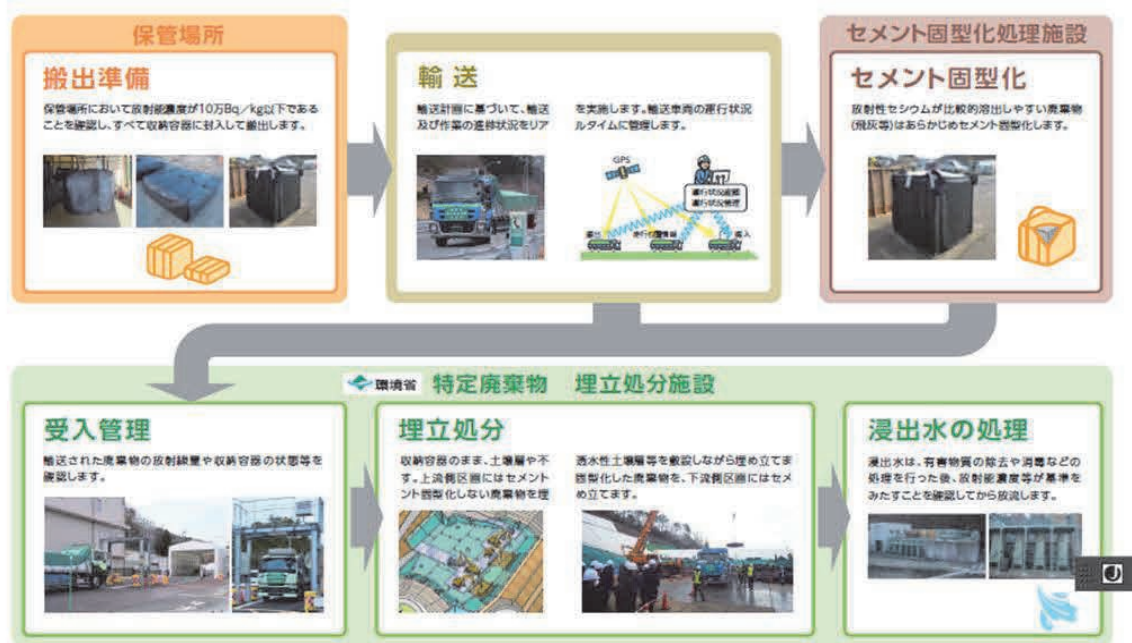 保管場所
搬出準備
保管場所において放射能濃度が10万Bq/kg以下であることを確認し、すべて収納容器に封入して搬出します。
輸送
輸送計画に基づいて、輸送を実施します。輸送車両の運行状況
及び作業の進捗状況をリアルタイムに管理します。
GPS
運行状況管理
搬出
搬入
セメント固型化処理施設
セメント固型化
放射性セシウムが比較的溶出しやすい廃棄物
(飛灰等)はあらかじめセメント固型化します。
環境省
特定廃棄物 埋立処分施設
受入管理
輸送された廃棄物の放射線量や収納容器の状態等を
確認します。
埋立処分
収納容器のまま、土壌層や不透水性土壌層等を敷設しながら埋め立てま
す。上流側区画にはセメント固型化した廃棄物を、下流側区画にはセメ
ント固型化しない廃棄物を埋め立てます。
浸出水の処理
浸出水は、有害物質の除去や消毒などの
処理を行った後、放射能濃度等が基準を
みたすことを確認してから放流します。